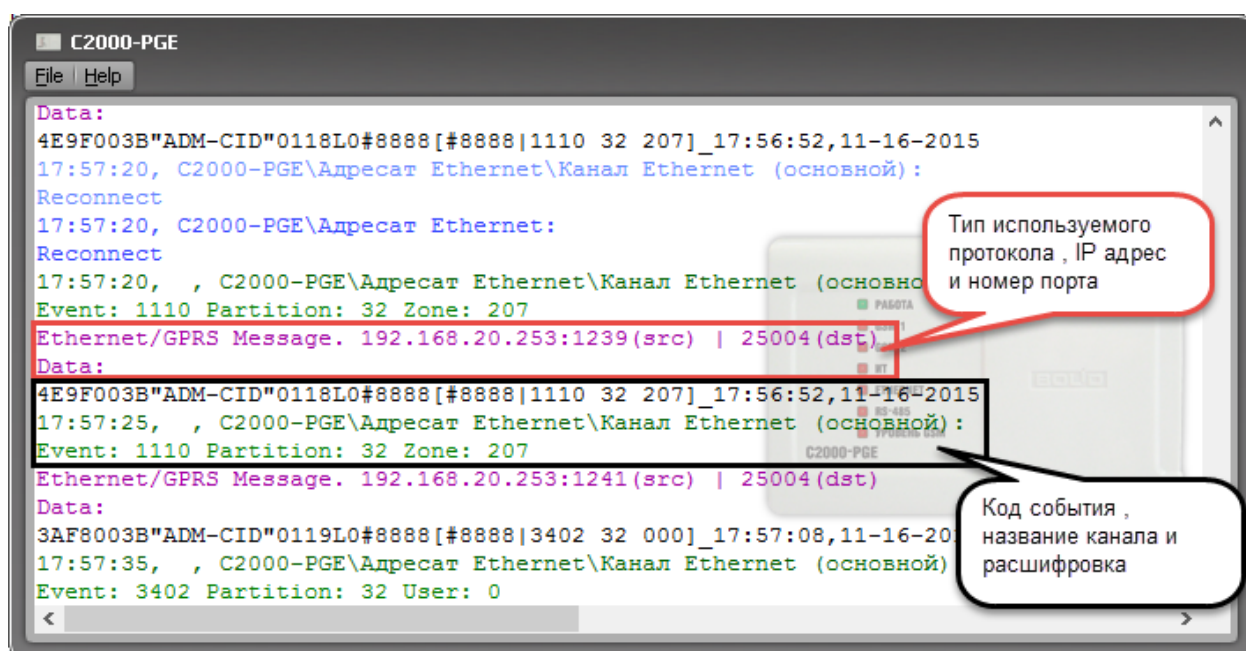 C2000-PGE
File Help
Data:
4E9F003B"ADM-CID"0118L0#8888[#8888|1110 32 207]_17:56:52,11-16-2015
17:57:20, C2000-PGE\Адресат Ethernet\Канал Ethernet (основной):
Reconnect
17:57:20, C2000-PGE\Адресат Ethernet:
Reconnect
17:57:20, , C2000-PGE\Адресат Ethernet\Канал Ethernet (основно
Event: 1110 Partition: 32 Zone: 207
Ethernet/GPRS Message. 192.168.20.253:1239(src) | 25004(dst)
Data:
4E9F003B"ADM-CID"0118L0#8888[#8888|1110 32 207]_17:56:52,11-16-2015
17:57:25, , C2000-PGE\Адресат Ethernet\Канал Ethernet (основной):
Event: 1110 Partition: 32 Zone: 207
Ethernet/GPRS Message. 192.168.20.253:1241(src) | 25004(dst)
Data:
3AF8003B"ADM-CID"0119L0#8888[#8888|3402 32 000]_17:57:08,11-16-20
17:57:35, , C2000-PGE\Адресат Ethernet\Канал Ethernet (основной)
Event: 3402 Partition: 32 User: 0
Тип используемого
протокола , IP адрес
и номер порта
Код события ,
название канала и
расшифровка
РАБОТА
ИТ
RS-485
УРОВЕНЬ GSM
C2000-PGE
BOLID